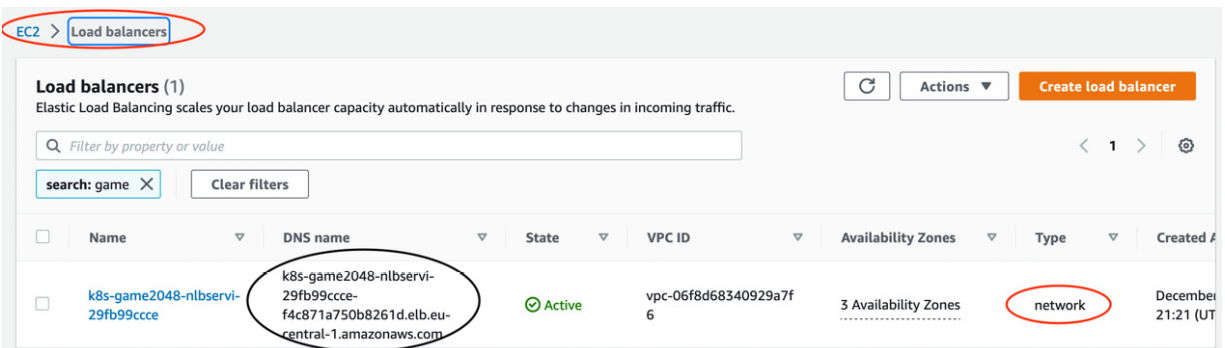 EC2 > Load balancers
Load balancers (1)
Actions ▼
Create load balancer
Elastic Load Balancing scales your load balancer capacity automatically in response to changes in incoming traffic.
Filter by property or value
< 1 >
search: game ×
Clear filters
Name
DNS name
State
VPC ID
Availability Zones
Type
Created A
k8s-game2048-nlbservi-
29fb99ccce
k8s-game2048-nlbservi-
29fb99ccce-
f4c871a750b8261d.elb.eu-
central-1.amazonaws.com
Active
vpc-06f8d68340929a7f
6
3 Availability Zones
network
December
21:21 (UT